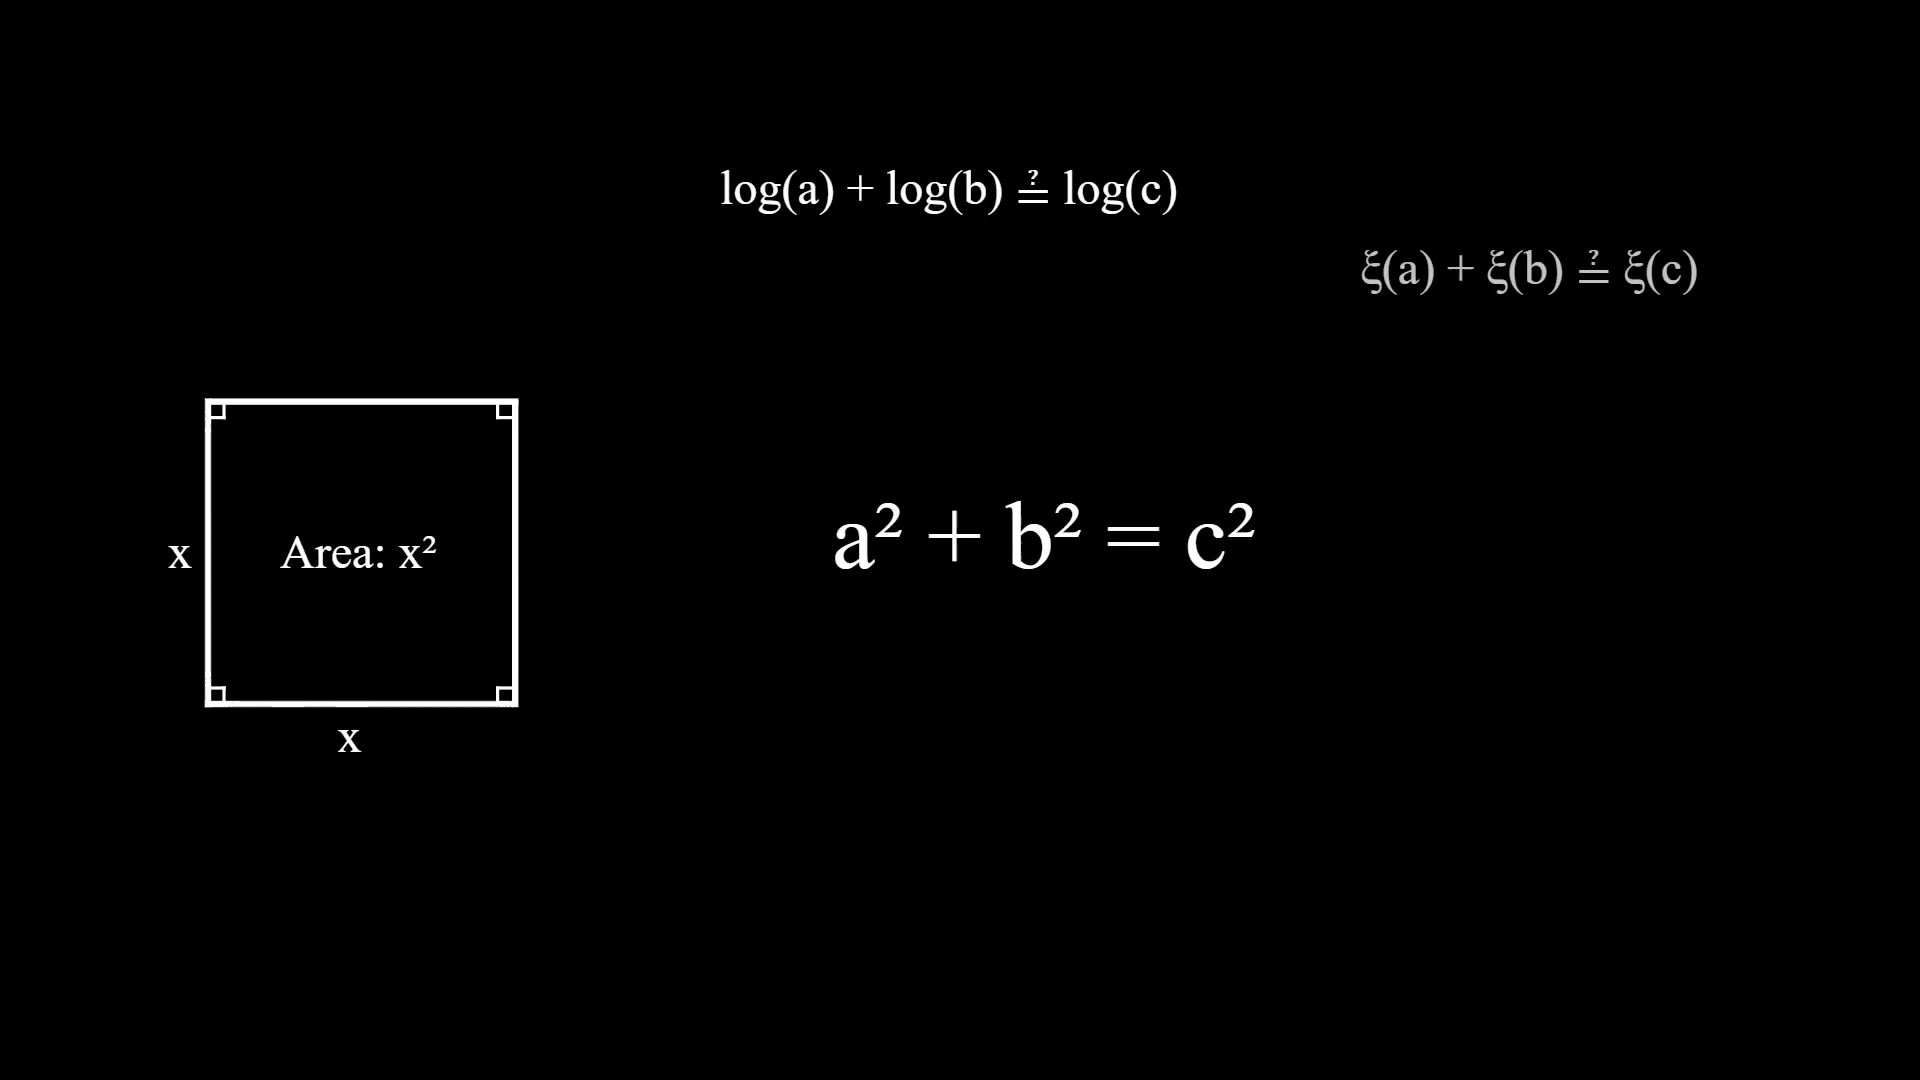 log(a) + log(b) ≟ log(c)
ξ(a) + ξ(b) ≟ ξ(c)
x
Area: x²
a² + b² = c²
x